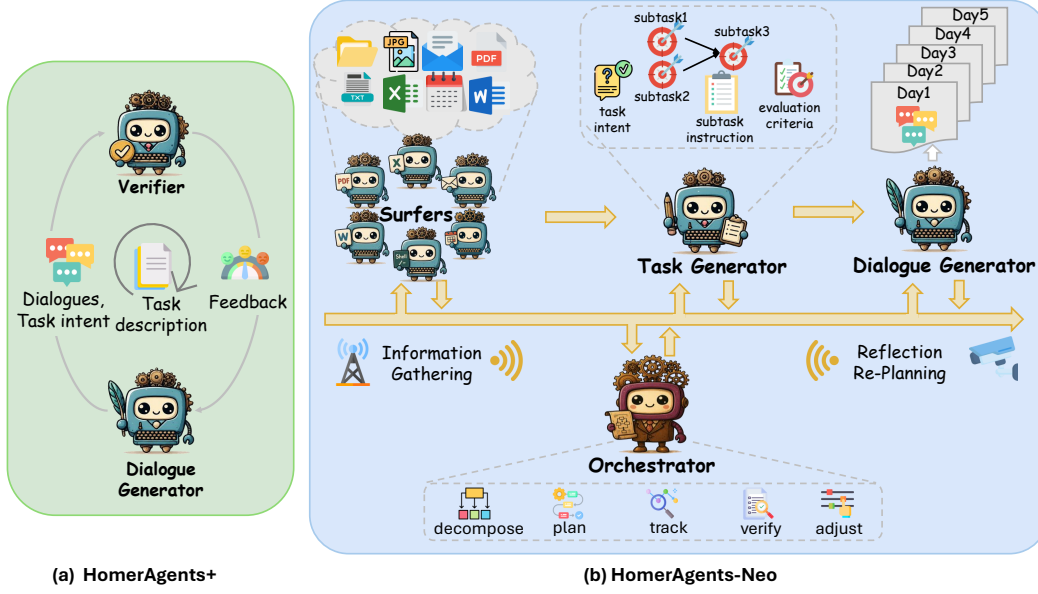 Verifier
Dialogues,
Task intent
Task
description
Feedback
Dialogue
Generator
(a) HomerAgents+
JPG
PDF
TXT
X
W
PDF
X
W
Shell
Surfers
subtask1
subtask2
subtask3
task
intent
subtask
instruction
evaluation
criteria
Task Generator
Day5
Day4
Day3
Day2
Day1
Dialogue Generator
Information
Gathering
Reflection
Re-Planning
Orchestrator
decompose
plan
track
verify
adjust
(b) HomerAgents-Neo